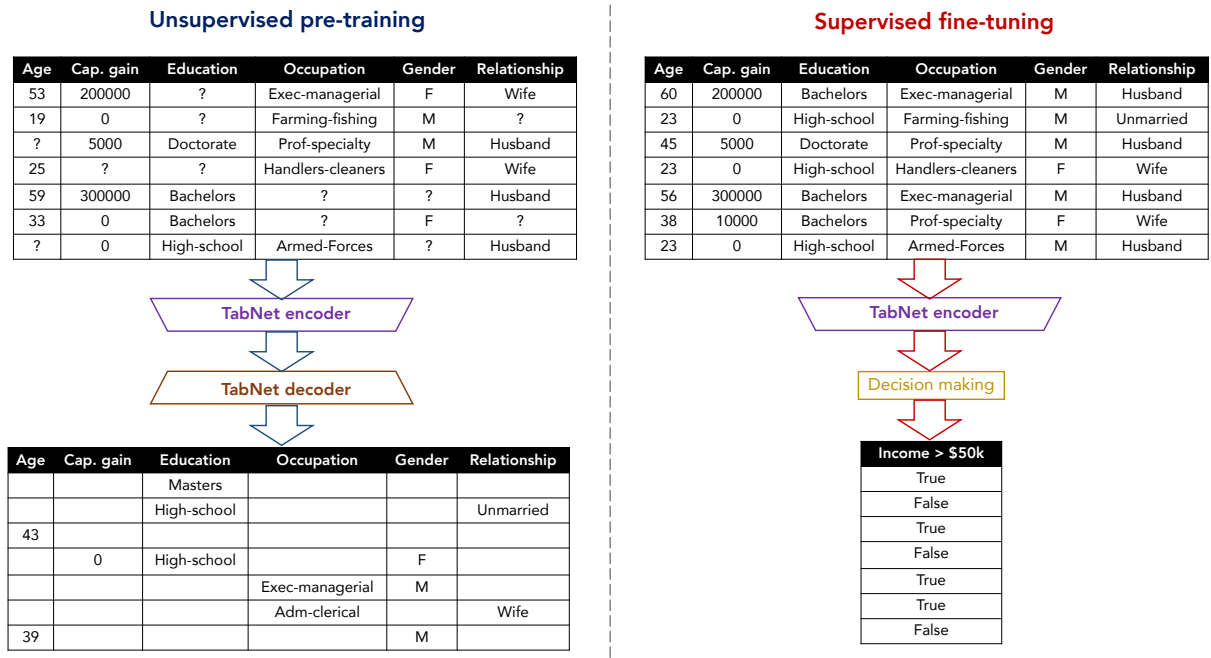 Unsupervised pre-training
Age Cap. gain Education Occupation Gender Relationship
53 200000 ? Exec-managerial F Wife
19 0 ? Farming-fishing M ?
? 5000 Doctorate Prof-specialty M Husband
25 ? ? Handlers-cleaners F Wife
59 300000 Bachelors ? ? Husband
33 0 Bachelors ? F ?
? 0 High-school Armed-Forces ? Husband
TabNet encoder
TabNet decoder
Age Cap. gain Education Occupation Gender Relationship
Masters
High-school Unmarried
43
0 High-school F
Exec-managerial M
Adm-clerical Wife
39 M
Supervised fine-tuning
Age Cap. gain Education Occupation Gender Relationship
60 200000 Bachelors Exec-managerial M Husband
23 0 High-school Farming-fishing M Unmarried
45 5000 Doctorate Prof-specialty M Husband
23 0 High-school Handlers-cleaners F Wife
56 300000 Bachelors Exec-managerial M Husband
38 10000 Bachelors Prof-specialty F Wife
23 0 High-school Armed-Forces M Husband
TabNet encoder
Decision making
Income > $50k
True
False
True
False
True
True
False